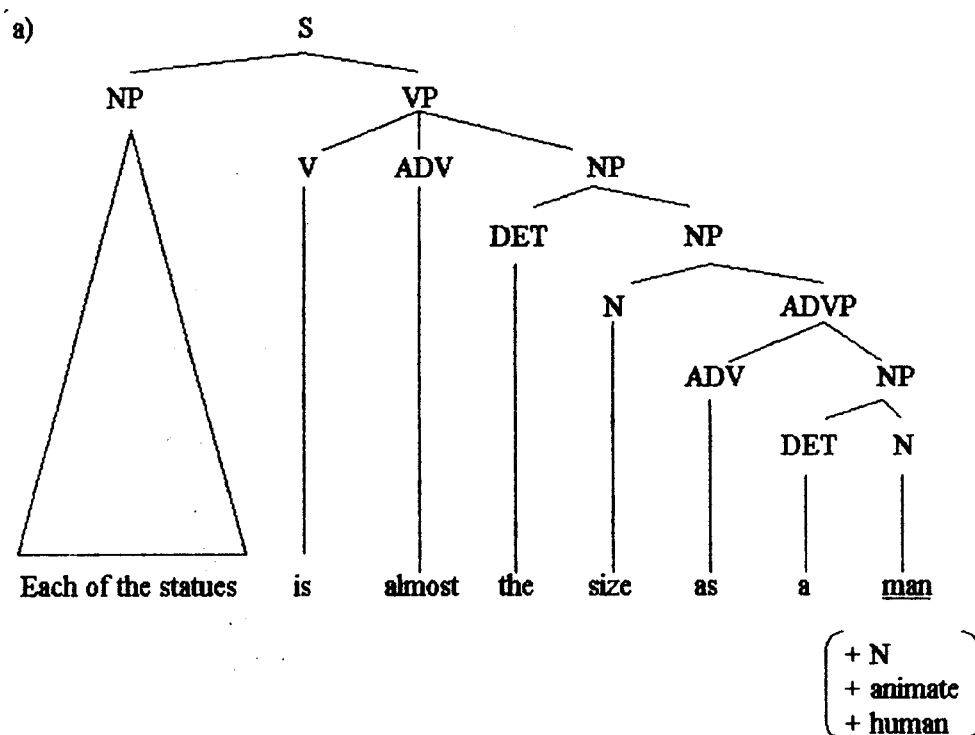 a) S
NP VP
V ADV NP
DET NP
N ADVP
ADV NP
DET N
Each of the statues is almost the size as a man
+ N
+ animate
+ human